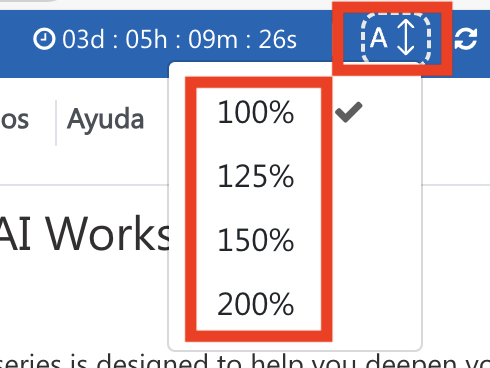 03d : 05h : 09m : 26s A
os Ayuda
100%
125%
AI Works
150%
200%
series is designed to help you deepen yo